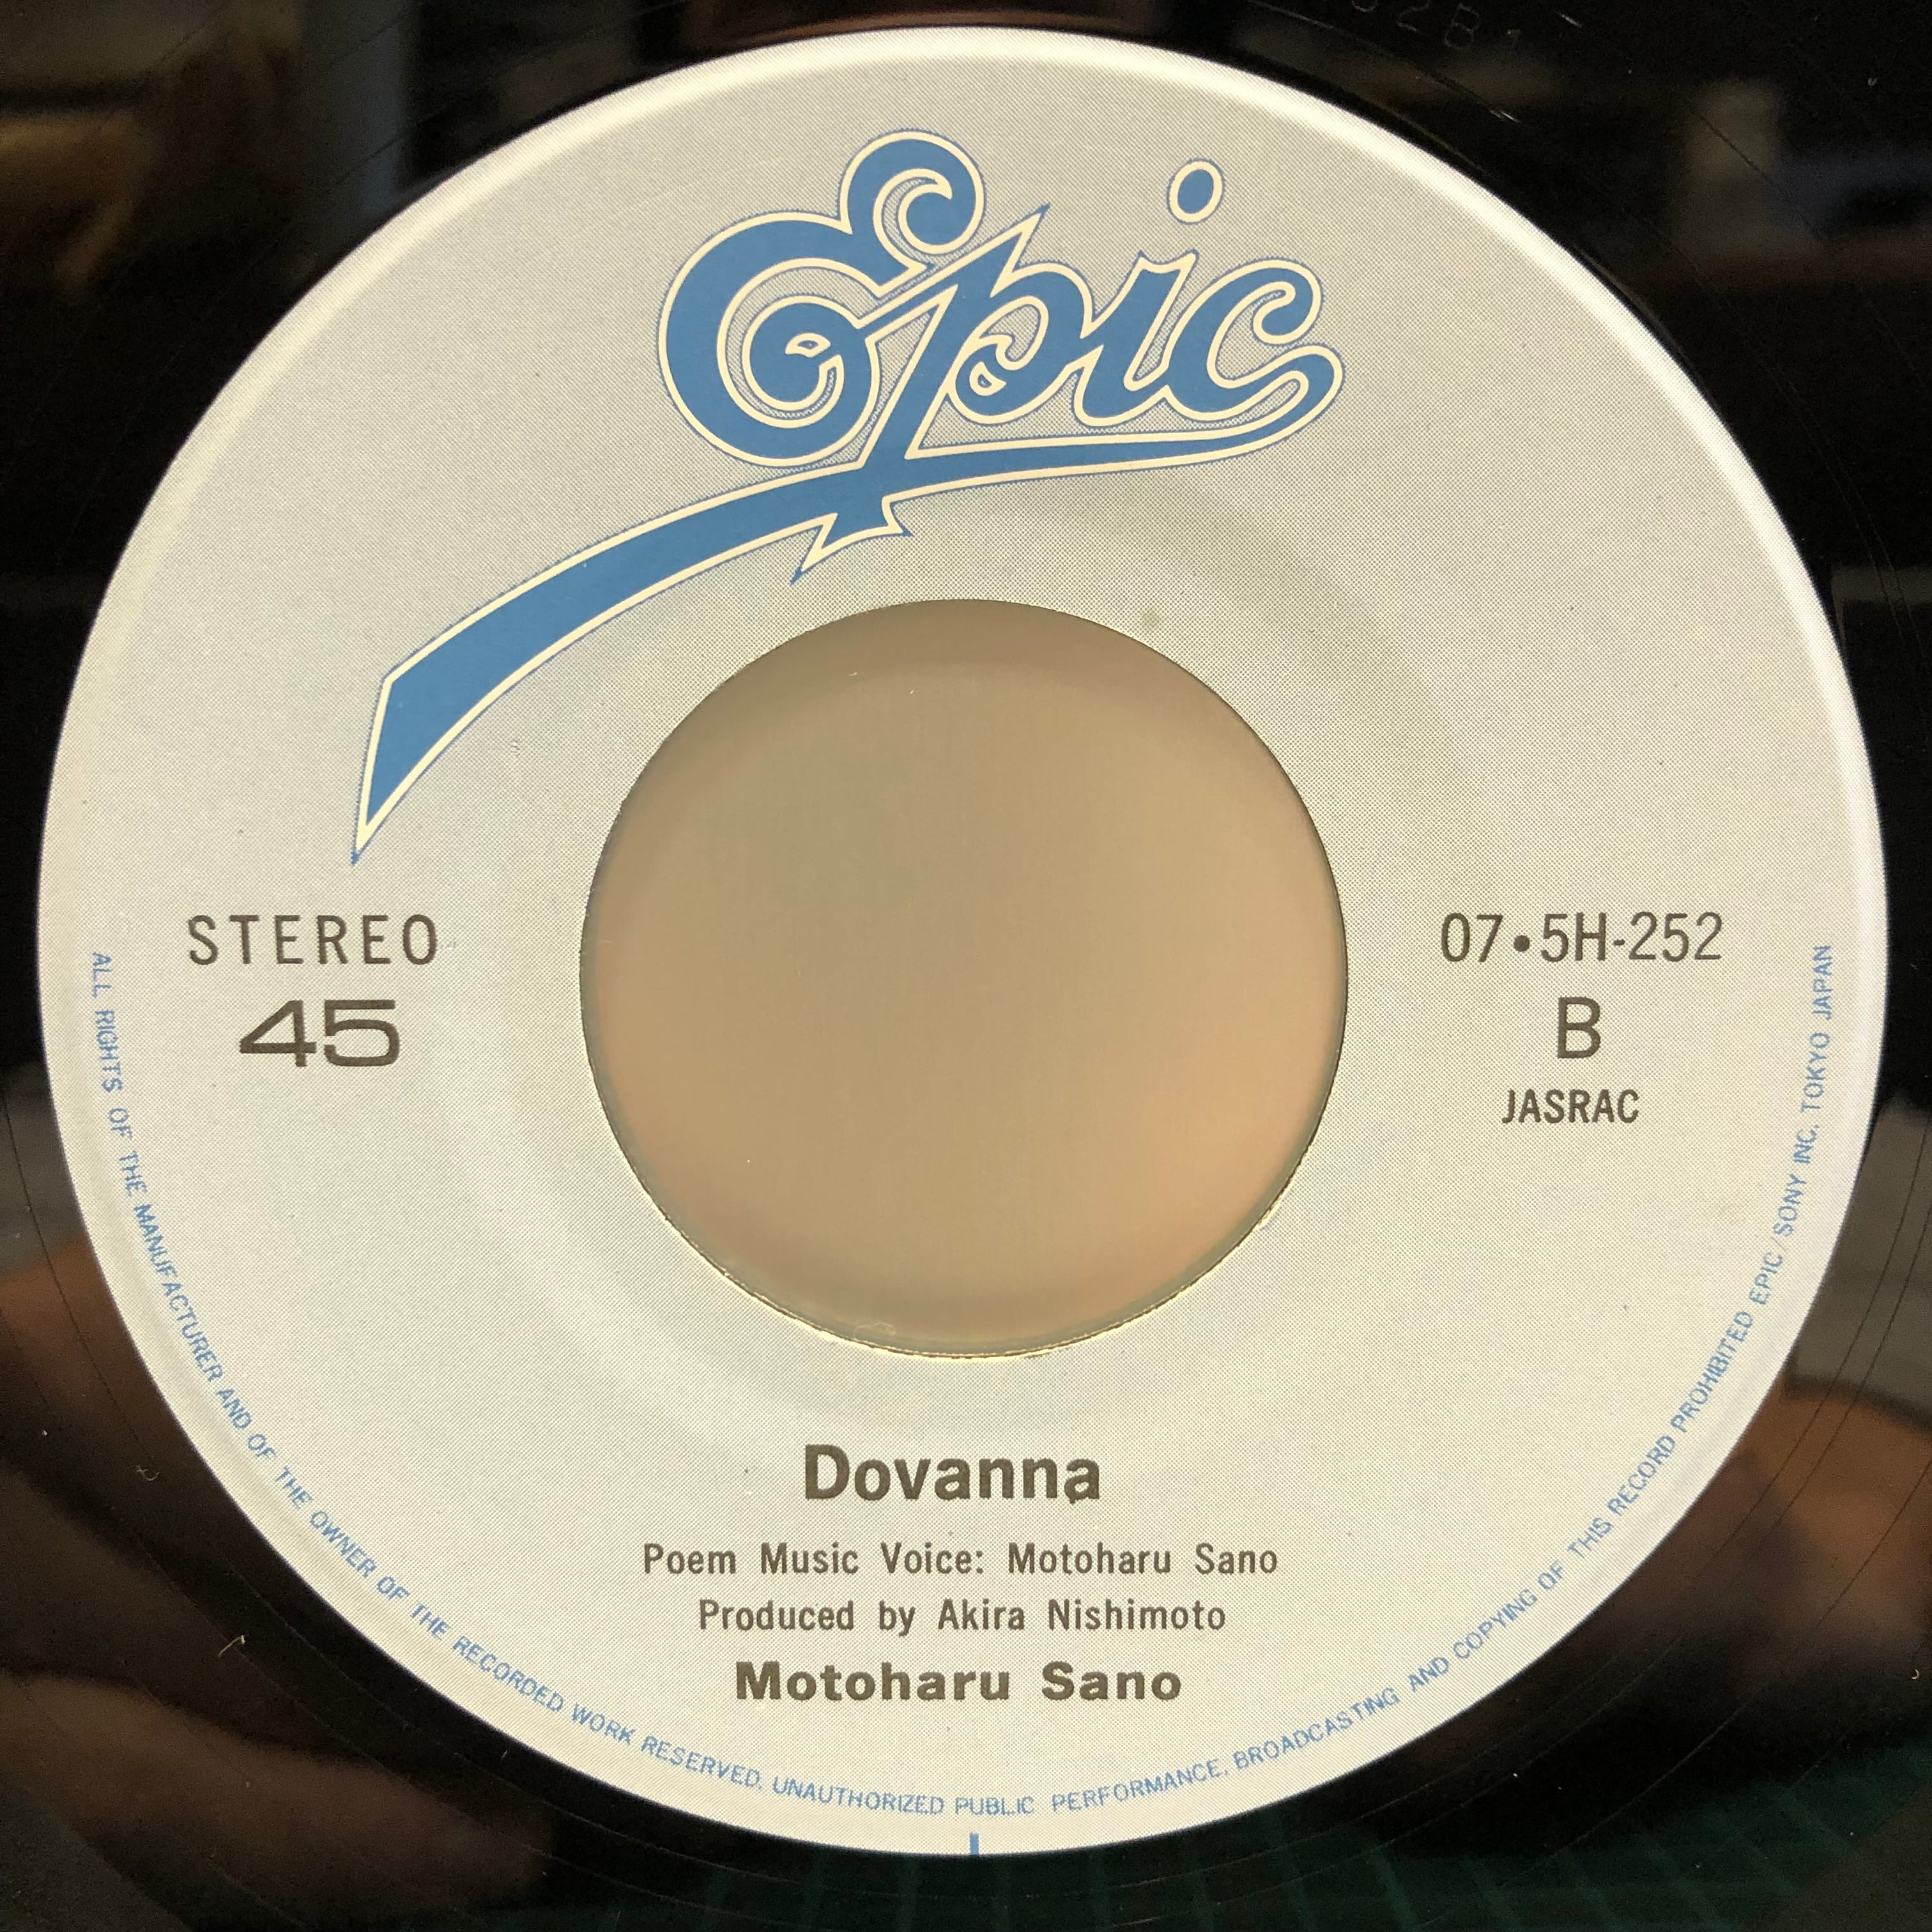 Epic
STEREO
45
07•5H-252
B
JASRAC
Dovanna
Poem Music Voice: Motoharu Sano
Produced by Akira Nishimoto
Motoharu Sano
ALL RIGHTS OF THE MANUFACTURER AND OF THE OWNER OF THE RECORDED WORK RESERVED. UNAUTHORIZED PUBLIC PERFORMANCE, BROADCASTING AND COPYING OF THIS RECORD PROHIBITED EPIC/SONY INC. TOKYO JAPAN